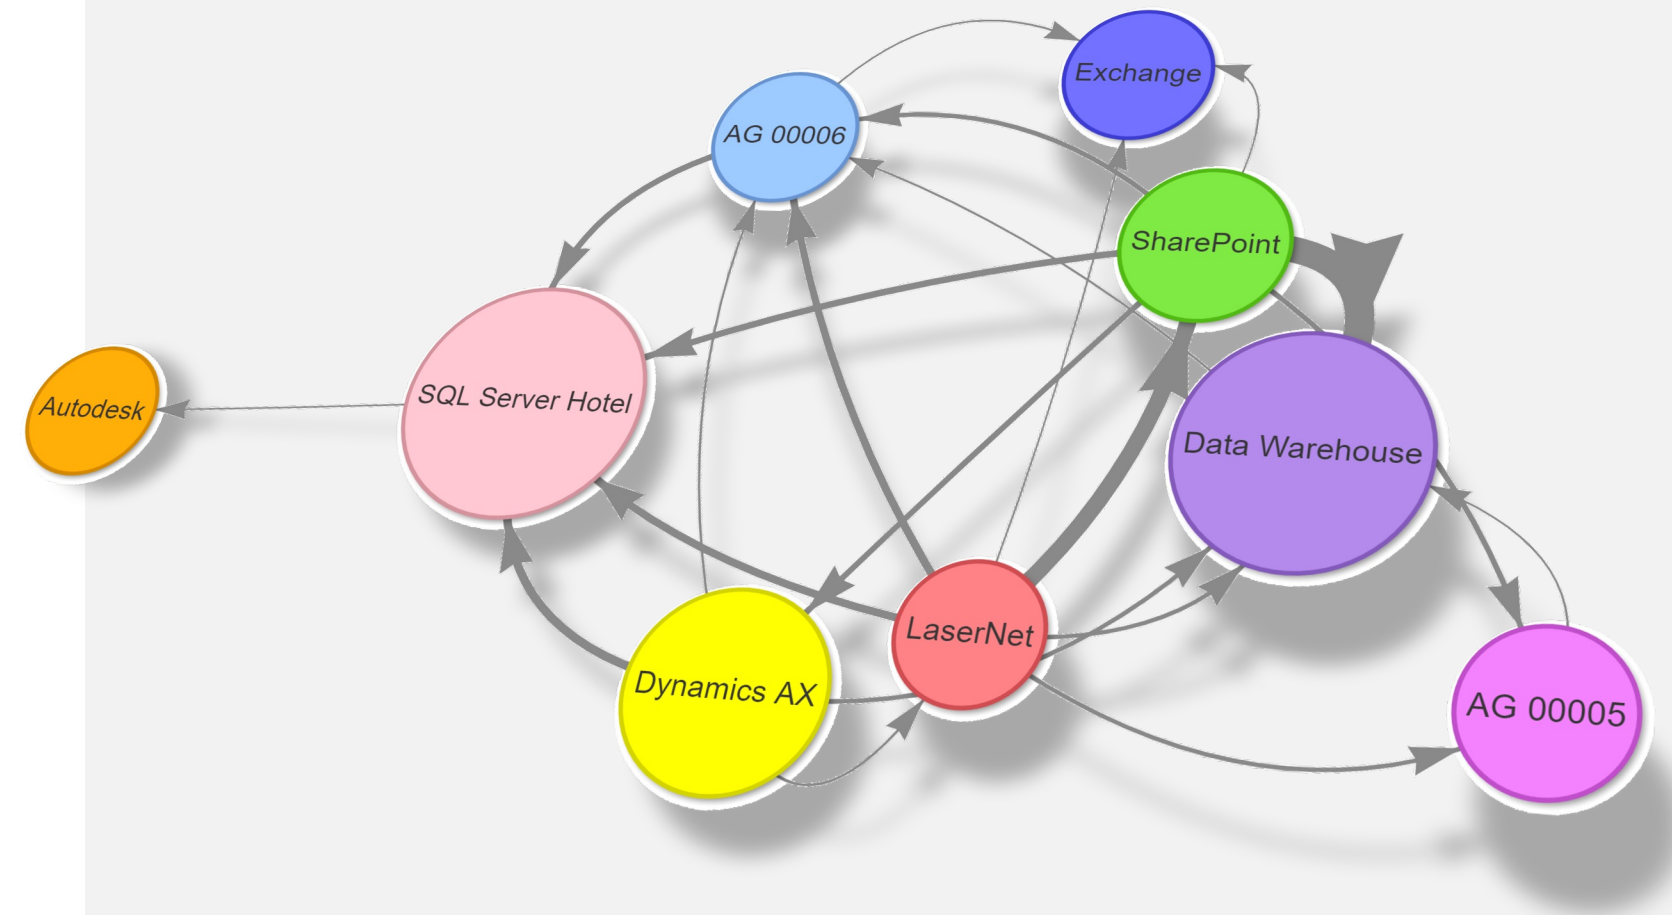 Exchange
AG 00006
SharePoint
Autodesk
SQL Server Hotel
Data Warehouse
LaserNet
Dynamics AX
AG 00005